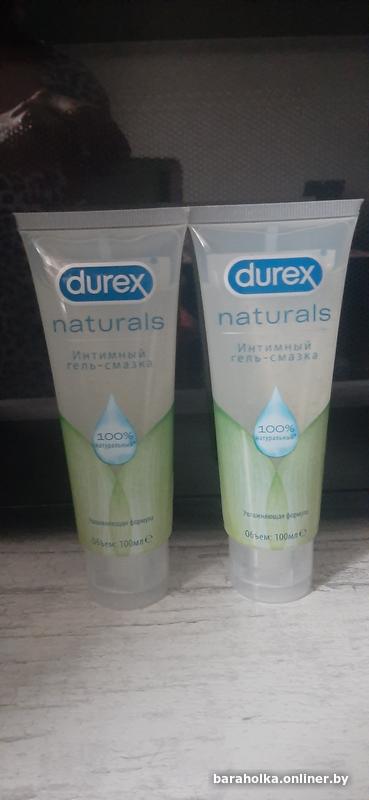 durex
naturals
Интимный
гель-смазка
100%
натуральный*
Увлажняющая формула
Объем: 100мл ℮
durex
naturals
Интимный
гель-смазка
100%
натуральный*
Увлажняющая формула
Объем: 100мл ℮
baraholka.onliner.by